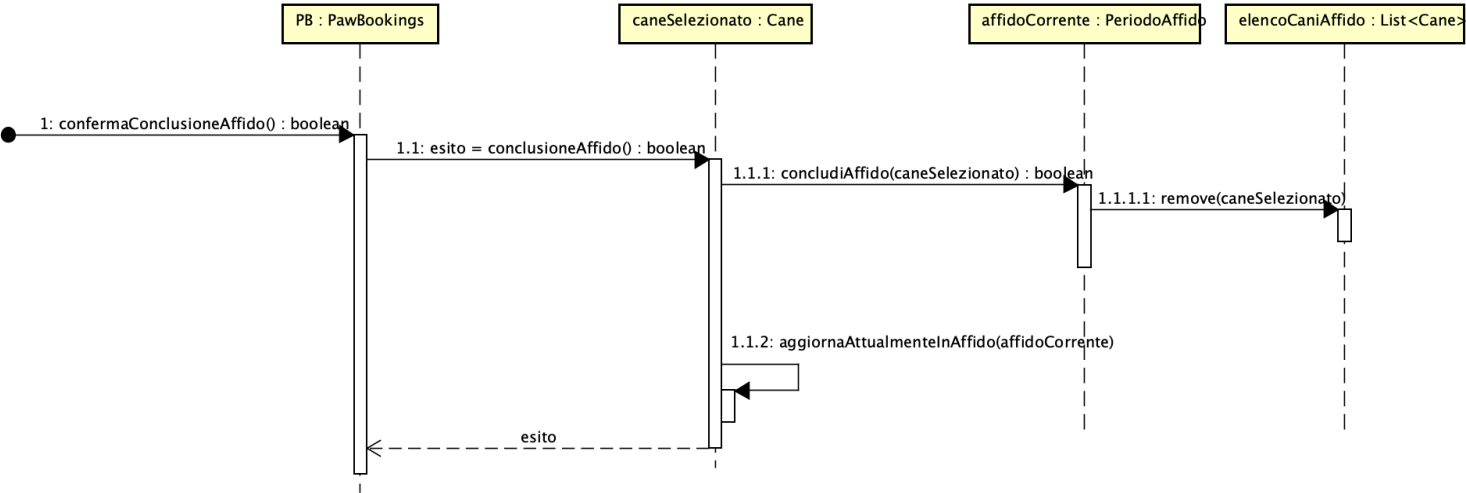 PB : PawBookings
caneSelezionato : Cane
affidoCorrente : PeriodoAffido
elencoCaniAffido : List<Cane>
1: confermaConclusioneAffido() : boolean
1.1: esito = conclusioneAffido() : boolean
1.1.1: concludiAffido(caneSelezionato) : boolean
1.1.1.1: remove(caneSelezionato)
1.1.2: aggiornaAttualmenteInAffido(affidoCorrente)
esito